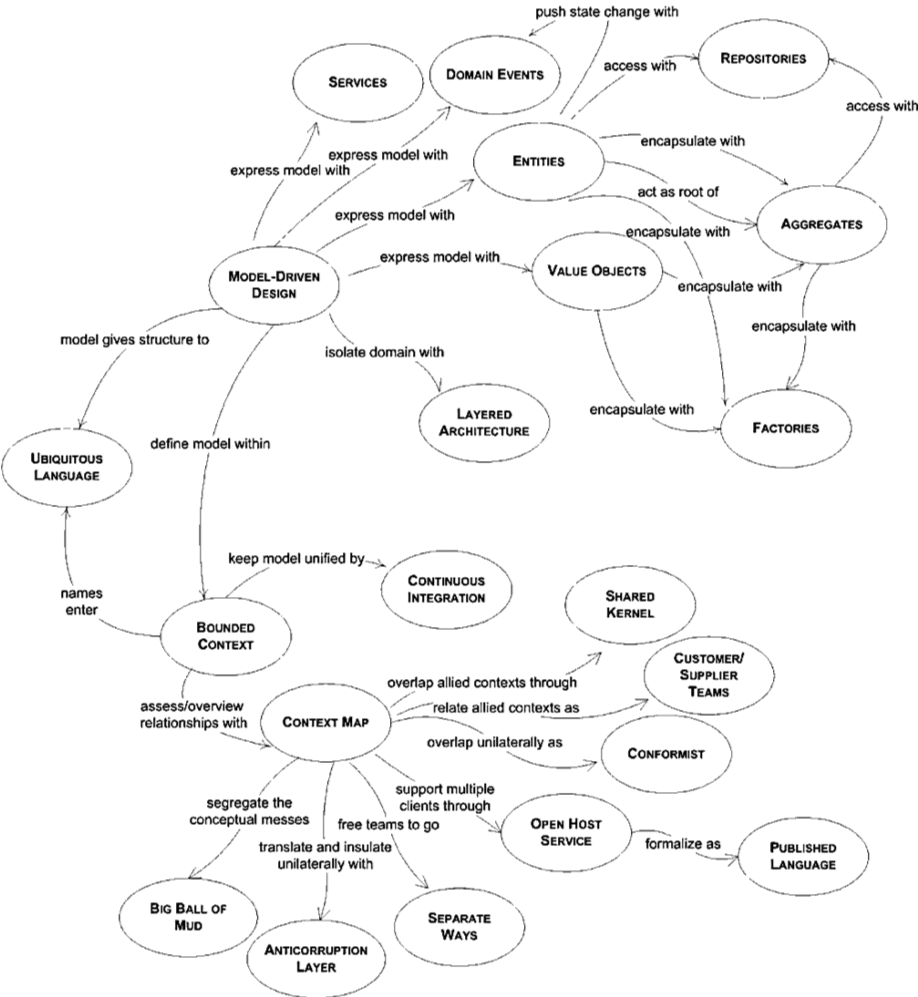 push state change with
SERVICES
DOMAIN EVENTS
REPOSITORIES
access with
access with
express model with
express model with
ENTITIES
encapsulate with
act as root of
express model with
AGGREGATES
encapsulate with
MODEL-DRIVEN
DESIGN
express model with
VALUE OBJECTS
encapsulate with
model gives structure to
isolate domain with
encapsulate with
LAYERED
ARCHITECTURE
encapsulate with
FACTORIES
define model within
UBIQUITOUS
LANGUAGE
keep model unified by
CONTINUOUS
INTEGRATION
names
enter
BOUNDED
CONTEXT
SHARED
KERNEL
CUSTOMER/
SUPPLIER
TEAMS
overlap allied contexts through
assess/overview
relationships with
relate allied contexts as
CONTEXT MAP
overlap unilaterally as
CONFORMIST
segregate the
conceptual messes
support multiple
clients through
free teams to go
translate and insulate
unilaterally with
OPEN HOST
SERVICE
formalize as
PUBLISHED
LANGUAGE
BIG BALL OF
MUD
SEPARATE
WAYS
ANTICORRUPTION
LAYER